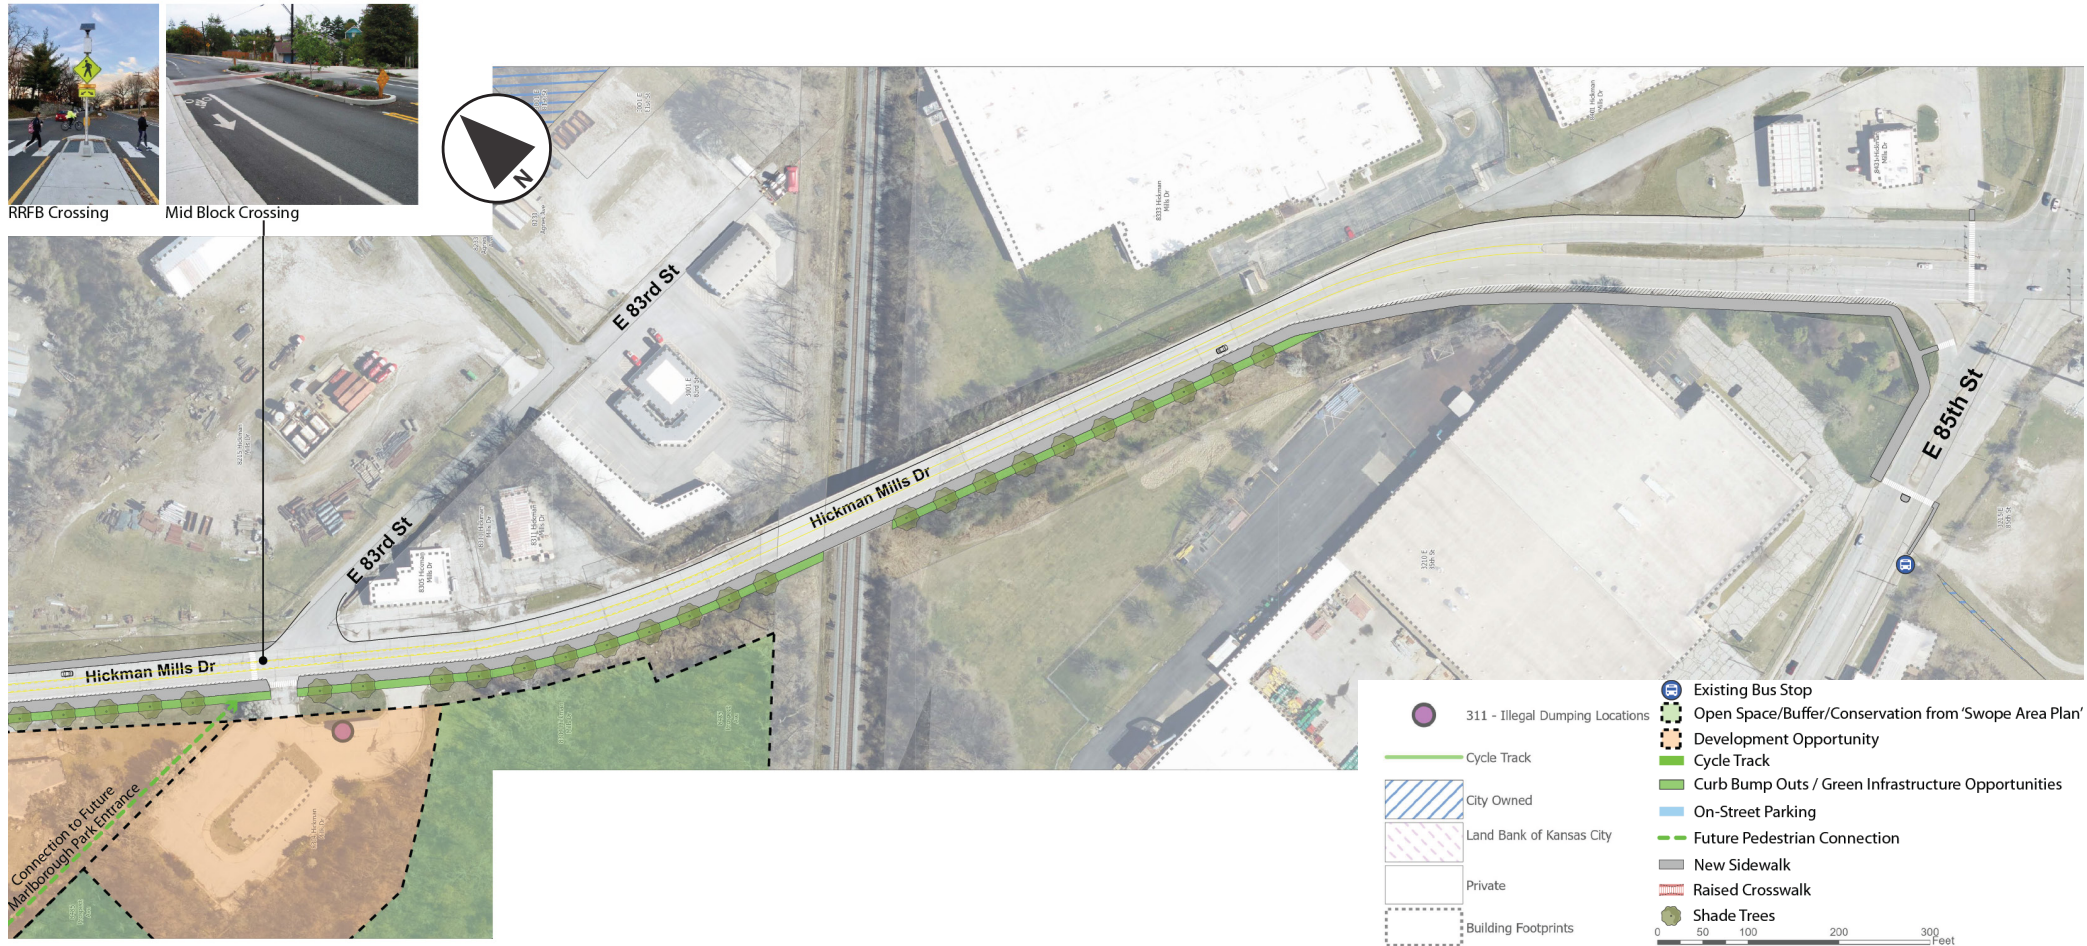 RRFB Crossing
Mid Block Crossing
N
E 83rd St
E 83rd St
Hickman Mills Dr
Hickman Mills Dr
E 85th St
8333 Hickman
Mills Dr
Connection to Future
Marlborough Park Entrance
311 - Illegal Dumping Locations
Cycle Track
City Owned
Land Bank of Kansas City
Private
Building Footprints
Existing Bus Stop
Open Space/Buffer/Conservation from ‘Swope Area Plan’
Development Opportunity
Cycle Track
Curb Bump Outs / Green Infrastructure Opportunities
On-Street Parking
Future Pedestrian Connection
New Sidewalk
Raised Crosswalk
Shade Trees
0 50 100 200 300
Feet